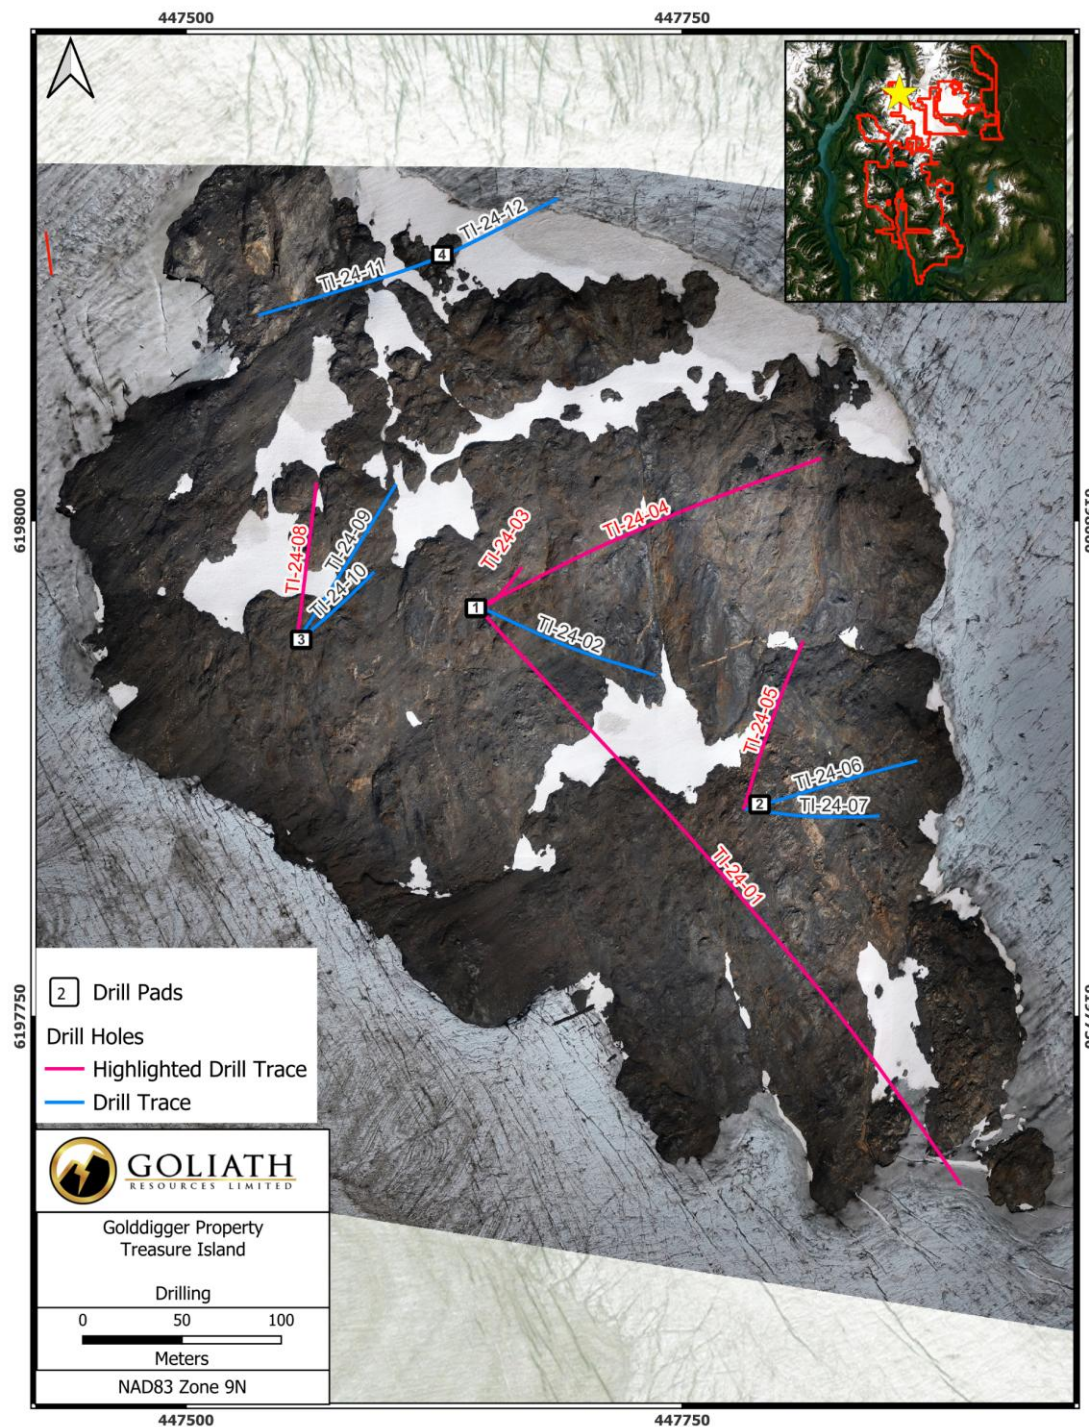 447500
447750
TI-24-12
4
TI-24-11
6198000
6198000
TI-24-03
TI-24-04
TI-24-09
TI-24-08
TI-24-10
1
3
TI-24-02
TI-24-05
TI-24-06
2
TI-24-07
TI-24-01
6197750
6197750
2 Drill Pads
Drill Holes
Highlighted Drill Trace
Drill Trace
GOLIATH
RESOURCES LIMITED
Golddigger Property
Treasure Island
Drilling
0 50 100
Meters
NAD83 Zone 9N
447500
447750